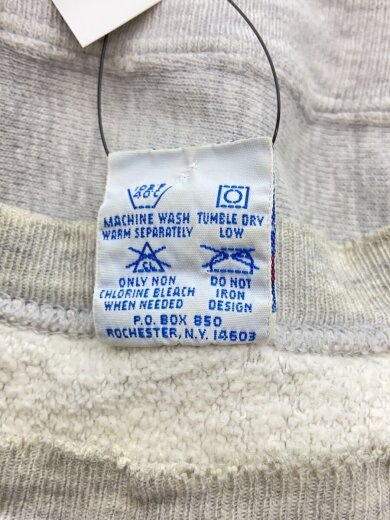 MACHINE WASH
WARM SEPARATELY
TUMBLE DRY
LOW
CL
ONLY NON
CHLORINE BLEACH
WHEN NEEDED
DO NOT
IRON
DESIGN
P.O. BOX 850
ROCHESTER, N.Y. 14603